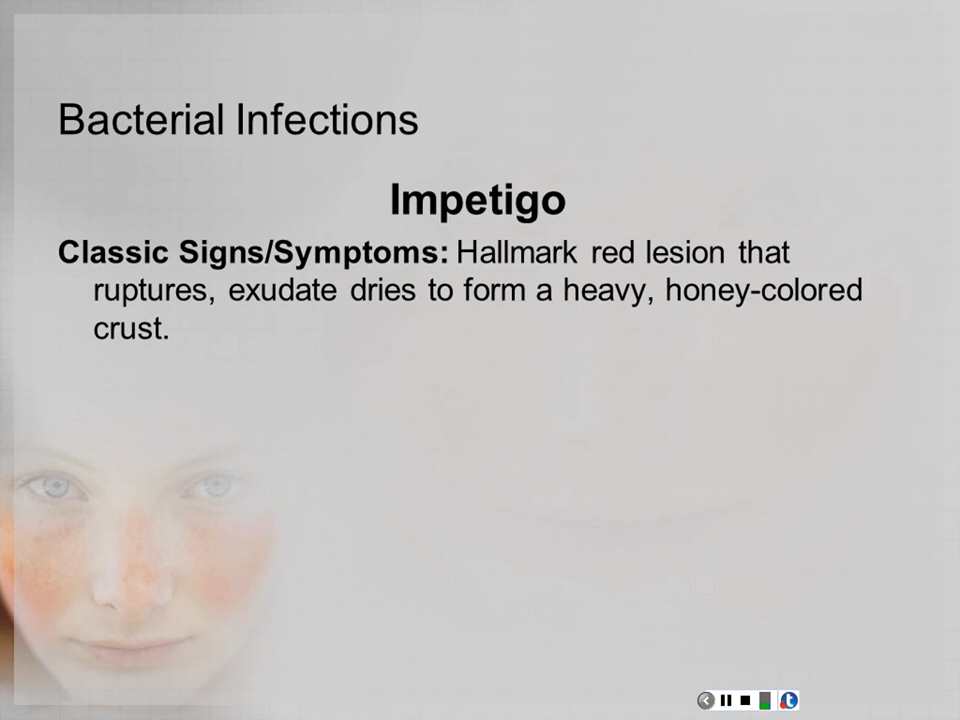 Bacterial Infections
Impetigo
Classic Signs/Symptoms: Hallmark red lesion that
ruptures, exudate dries to form a heavy, honey-colored
crust.